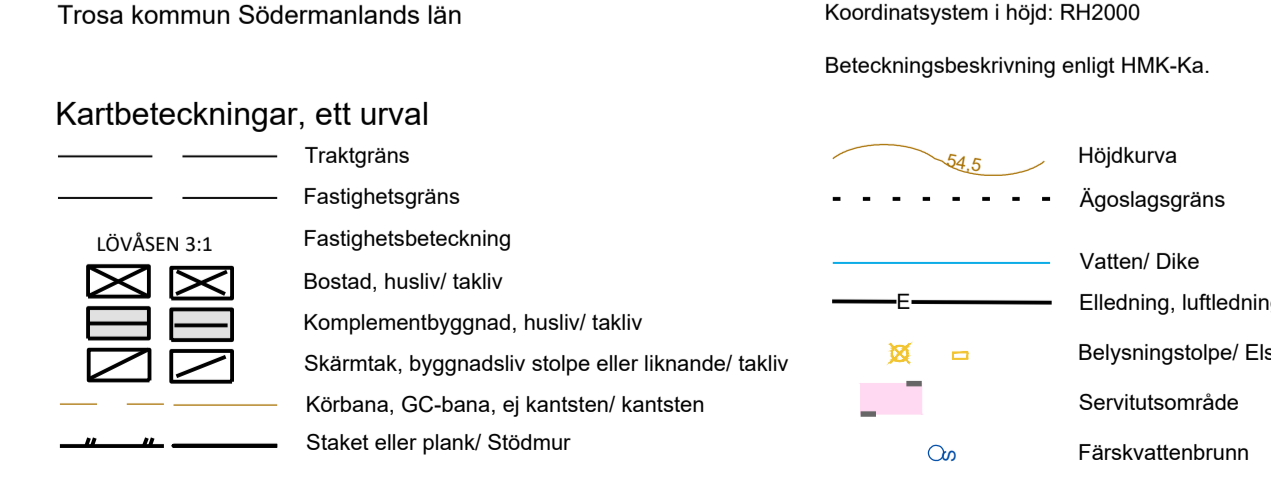 Trosa kommun Södermanlands län
Koordinatsystem i höjd: RH2000
Beteckningsbeskrivning enligt HMK-Ka.
Kartbeteckningar, ett urval
Traktgräns
Fastighetsgräns
LÖVÅSEN 3:1 Fastighetsbeteckning
Bostad, husliv/ takliv
Komplementbyggnad, husliv/ takliv
Skärmtak, byggnadsliv stolpe eller liknande/ takliv
Körbana, GC-bana, ej kantsten/ kantsten
Staket eller plank/ Stödmur
54,5 Höjdkurva
Ägoslagsgräns
Vatten/ Dike
E Elledning,
Belysningstolpe/
Servitutsområde
S Färskvattenbrunn